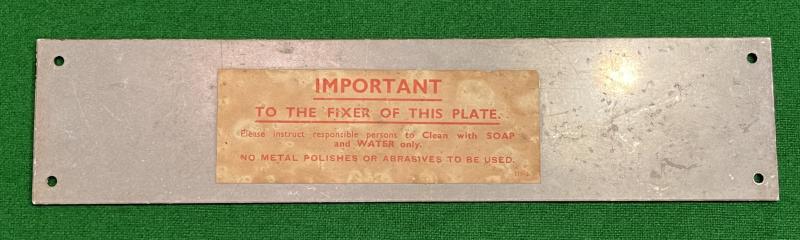 IMPORTANT
TO THE FIXER OF THIS PLATE.
Please instruct responsible persons to Clean with SOAP
and WATER only.
NO METAL POLISHES OR ABRASIVES TO BE USED.